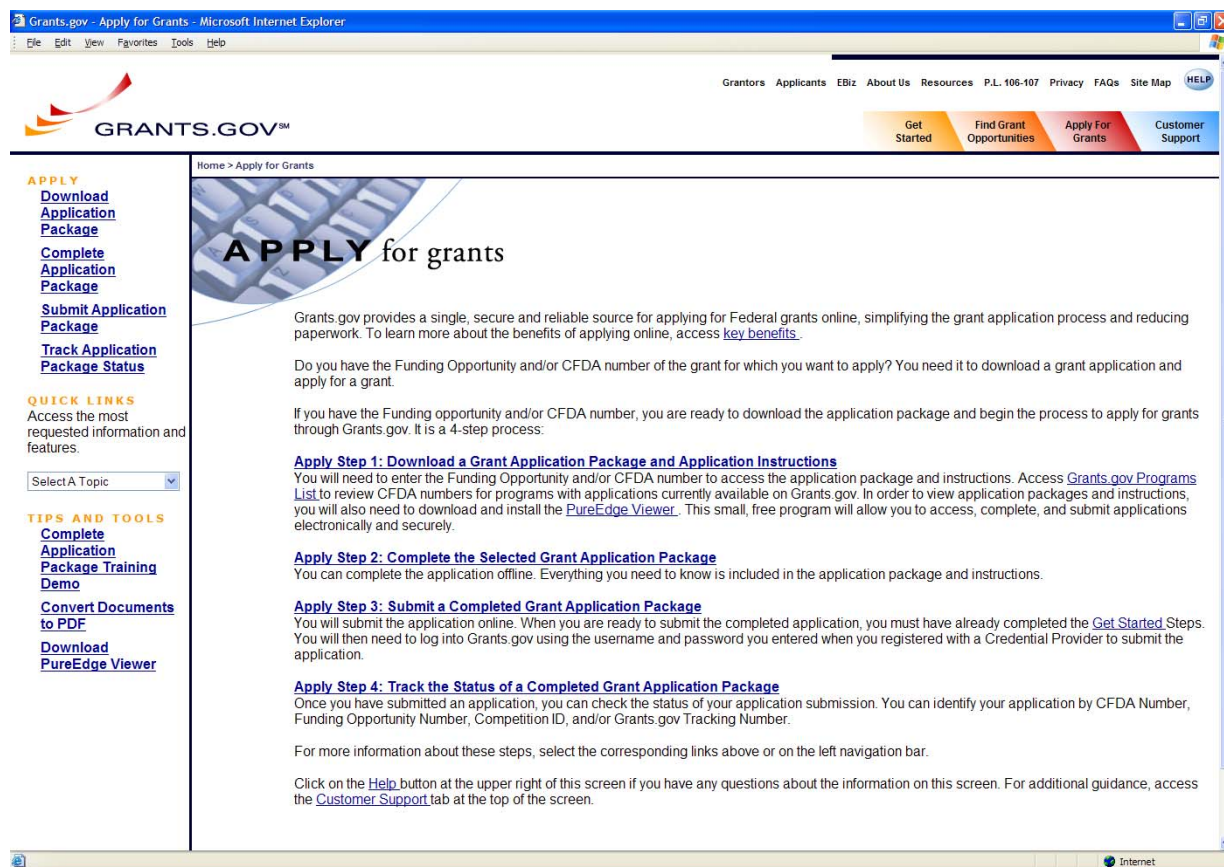 Grants.gov - Apply for Grants - Microsoft Internet Explorer
File Edit View Favorites Tools Help
Grantors Applicants EBiz About Us Resources P.L. 106-107 Privacy FAQs Site Map HELP
GRANTS.GOV℠
Get Started
Find Grant Opportunities
Apply For Grants
Customer Support
Home > Apply for Grants
APPLY
Download
Application
Package
Complete
Application
Package
Submit Application
Package
Track Application
Package Status
QUICK LINKS
Access the most
requested information and
features.
Select A Topic
TIPS AND TOOLS
Complete
Application
Package Training
Demo
Convert Documents
to PDF
Download
PureEdge Viewer
APPLY for grants
Grants.gov provides a single, secure and reliable source for applying for Federal grants online, simplifying the grant application process and reducing
paperwork. To learn more about the benefits of applying online, access key benefits .
Do you have the Funding Opportunity and/or CFDA number of the grant for which you want to apply? You need it to download a grant application and
apply for a grant.
If you have the Funding opportunity and/or CFDA number, you are ready to download the application package and begin the process to apply for grants
through Grants.gov. It is a 4-step process:
Apply Step 1: Download a Grant Application Package and Application Instructions
You will need to enter the Funding Opportunity and/or CFDA number to access the application package and instructions. Access Grants.gov Programs
List to review CFDA numbers for programs with applications currently available on Grants.gov. In order to view application packages and instructions,
you will also need to download and install the PureEdge Viewer . This small, free program will allow you to access, complete, and submit applications
electronically and securely.
Apply Step 2: Complete the Selected Grant Application Package
You can complete the application offline. Everything you need to know is included in the application package and instructions.
Apply Step 3: Submit a Completed Grant Application Package
You will submit the application online. When you are ready to submit the completed application, you must have already completed the Get Started Steps.
You will then need to log into Grants.gov using the username and password you entered when you registered with a Credential Provider to submit the
application.
Apply Step 4: Track the Status of a Completed Grant Application Package
Once you have submitted an application, you can check the status of your application submission. You can identify your application by CFDA Number,
Funding Opportunity Number, Competition ID, and/or Grants.gov Tracking Number.
For more information about these steps, select the corresponding links above or on the left navigation bar.
Click on the Help button at the upper right of this screen if you have any questions about the information on this screen. For additional guidance, access
the Customer Support tab at the top of the screen.
Internet